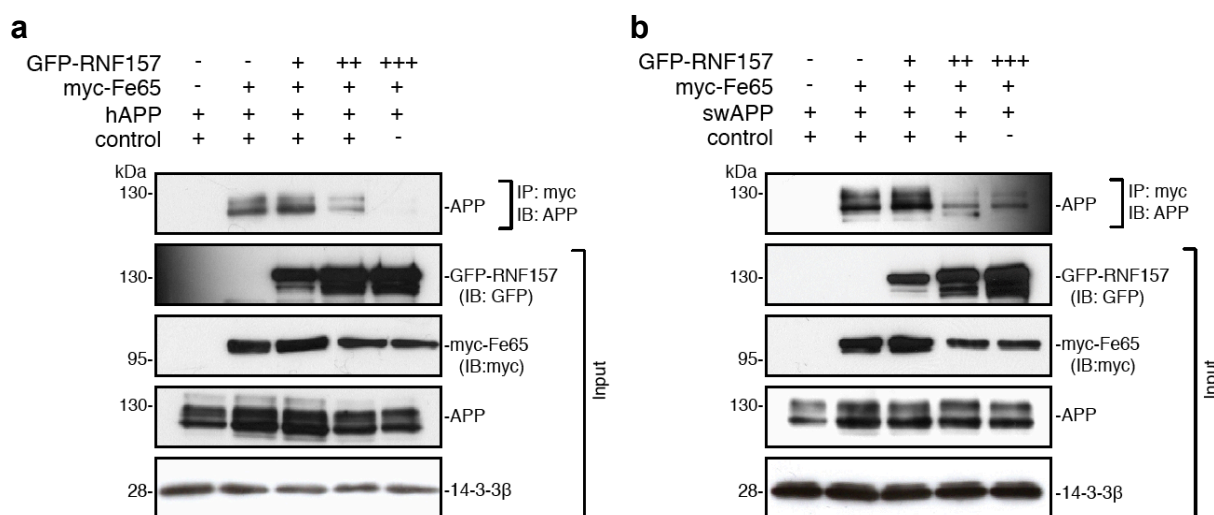 a
GFP-RNF157 - - + ++ +++
myc-Fe65 - + + + +
hAPP + + + + +
control + + + + -
kDa
130-
-APP
IP: myc
IB: APP
130-
-GFP-RNF157
(IB: GFP)
95-
-myc-Fe65
(IB:myc)
130-
-APP
28-
-14-3-3β
Input
b
GFP-RNF157 - - + ++ +++
myc-Fe65 - + + + +
swAPP + + + + +
control + + + + -
kDa
130-
-APP
IP: myc
IB: APP
130-
-GFP-RNF157
(IB: GFP)
95-
-myc-Fe65
(IB:myc)
130-
-APP
28-
-14-3-3β
Input